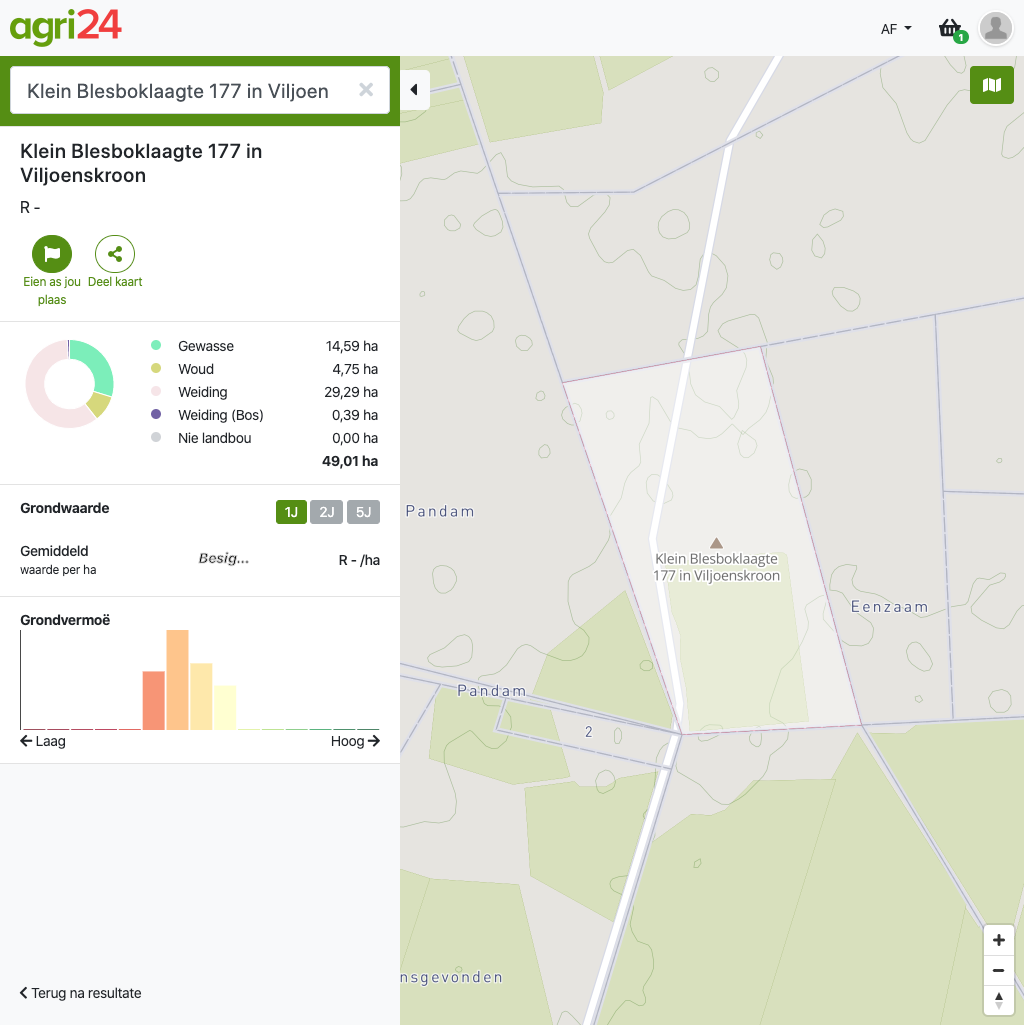 agri24
AF
1
Klein Blesboklaagte 177 in Viljoen
Klein Blesboklaagte 177 in
Viljoenskroon
R -
Eien as jou
plaas
Deel kaart
Gewasse 14,59 ha
Woud 4,75 ha
Weiding 29,29 ha
Weiding (Bos) 0,39 ha
Nie landbou 0,00 ha
49,01 ha
Grondwaarde 1J 2J 5J
Gemiddeld
waarde per ha
Besig...
R - /ha
Grondvermoë
Laag
Hoog
Terug na resultate
Pandam
Klein Blesboklaagte
177 in Viljoenskroon
Eenzaam
Pandam
2
nsgevonden